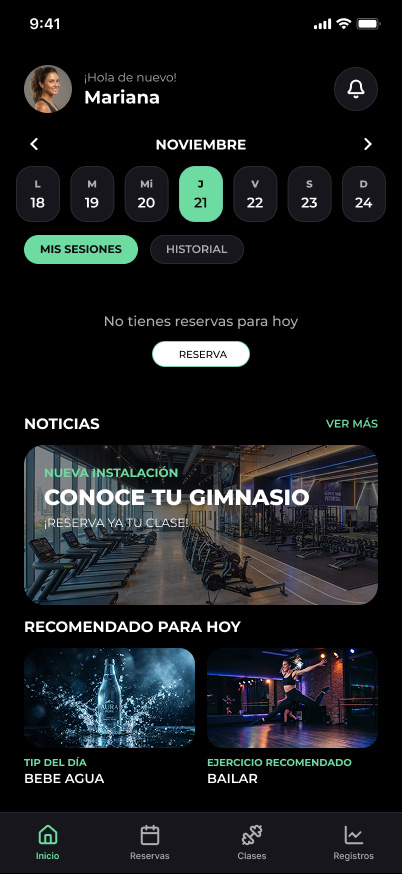 9:41
¡Hola de nuevo!
Mariana
NOVIEMBRE
L M Mi J V S D
18 19 20 21 22 23 24
MIS SESIONES HISTORIAL
No tienes reservas para hoy
RESERVA
NOTICIAS VER MÁS
NUEVA INSTALACIÓN
CONOCE TU GIMNASIO
¡RESERVA YA TU CLASE!
RECOMENDADO PARA HOY
TIP DEL DÍA EJERCICIO RECOMENDADO
BEBE AGUA BAILAR
Inicio Reservas Clases Registros